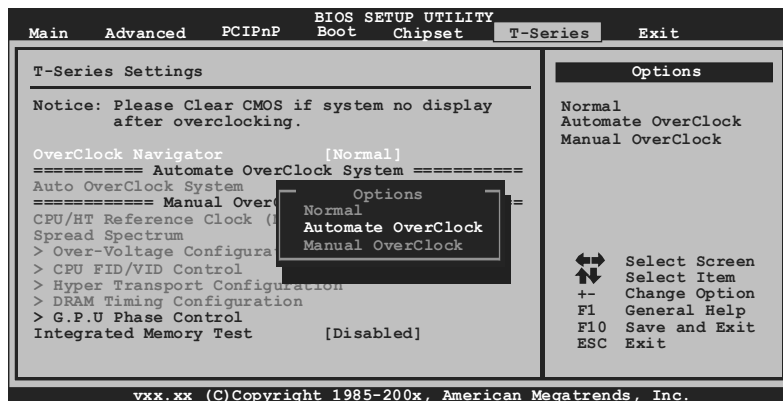 BIOS SETUP UTILITY
Main Advanced PCIPnP Boot Chipset T-Series Exit
T-Series Settings
Notice: Please Clear CMOS if system no display
after overclocking.
OverClock Navigator [Normal]
=========== Automate OverClock System ===========
Auto OverClock System
============ Manual Over =
CPU/HT Reference Clock (
Spread Spectrum
> Over-Voltage Configura
> CPU FID/VID Control
> Hyper Transport Configuration
> DRAM Timing Configuration
> G.P.U Phase Control
Integrated Memory Test [Disabled]
Options
Normal
Automate OverClock
Manual OverClock
Options
Normal
Automate OverClock
Manual OverClock
Select Screen
Select Item
+- Change Option
F1 General Help
F10 Save and Exit
ESC Exit
vxx.xx (C)Copyright 1985-200x, American Megatrends, Inc.